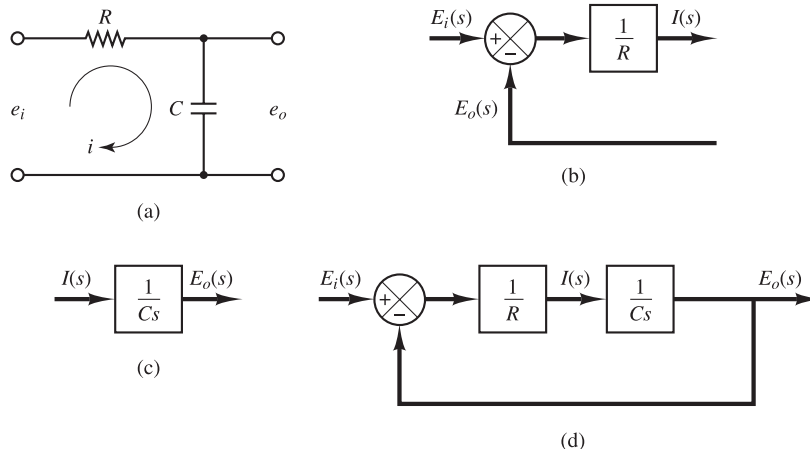 R
C
e_i
e_o
i
(a)
E_i(s)
+
−
1/R
I(s)
E_o(s)
(b)
I(s)
1/Cs
E_o(s)
(c)
E_i(s)
+
−
1/R
I(s)
1/Cs
E_o(s)
(d)